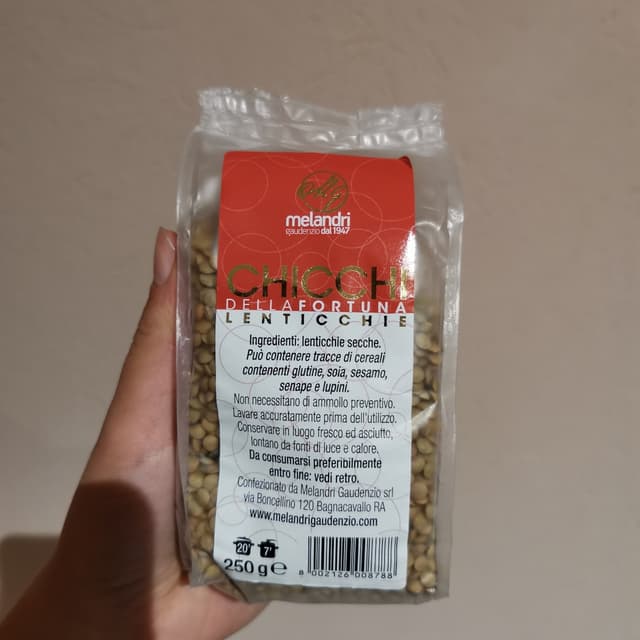 melandri
gaudenzio dal 1947
CHICCHI
DELLAFORTUNA
LENTICCHIE
Ingredienti: lenticchie secche.
Può contenere tracce di cereali
contenenti glutine, soia, sesamo,
senape e lupini.
Non necessitano di ammollo preventivo.
Lavare accuratamente prima dell'utilizzo.
Conservare in luogo fresco ed asciutto,
lontano da fonti di luce e calore.
Da consumarsi preferibilmente
entro fine: vedi retro.
Confezionato da Melandri Gaudenzio srl
via Boncellino 120 Bagnacavallo RA
www.melandrigaudenzio.com
20' 7'
250 g e
8 002126 008788